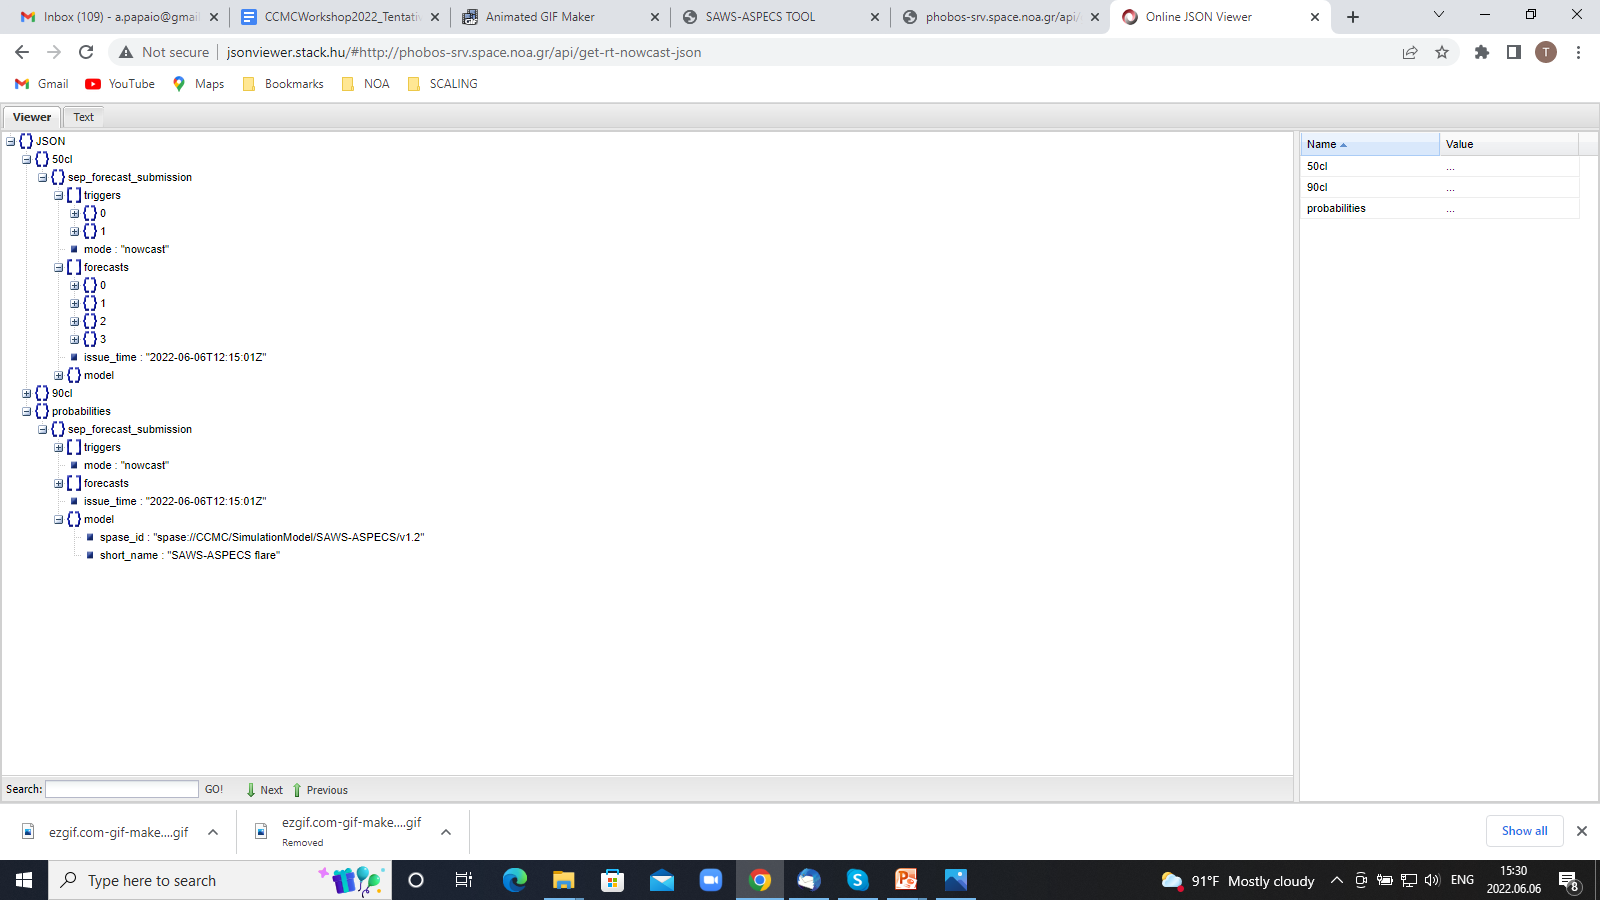 Inbox (109) - a.papaio@gmai
CCMCWorkshop2022_Tentati
Animated GIF Maker
SAWS-ASPECS TOOL
phobos-srv.space.noa.gr/api/
Online JSON Viewer
Not secure
jsonviewer.stack.hu/#http://phobos-srv.space.noa.gr/api/get-rt-nowcast-json
T
Gmail
YouTube
Maps
Bookmarks
NOA
SCALING
Viewer
Text
JSON
50cl
sep_forecast_submission
triggers
0
1
mode : "nowcast"
forecasts
0
1
2
3
issue_time : "2022-06-06T12:15:01Z"
model
90cl
probabilities
sep_forecast_submission
triggers
mode : "nowcast"
forecasts
issue_time : "2022-06-06T12:15:01Z"
model
spase_id : "spase://CCMC/SimulationModel/SAWS-ASPECS/v1.2"
short_name : "SAWS-ASPECS flare"
Name Value
50cl ...
90cl ...
probabilities ...
Search: GO! Next Previous
ezgif.com-gif-make....gif
ezgif.com-gif-make....gif
Removed
Show all
Type here to search
91°F Mostly cloudy
ENG
15:30
2022.06.06
8